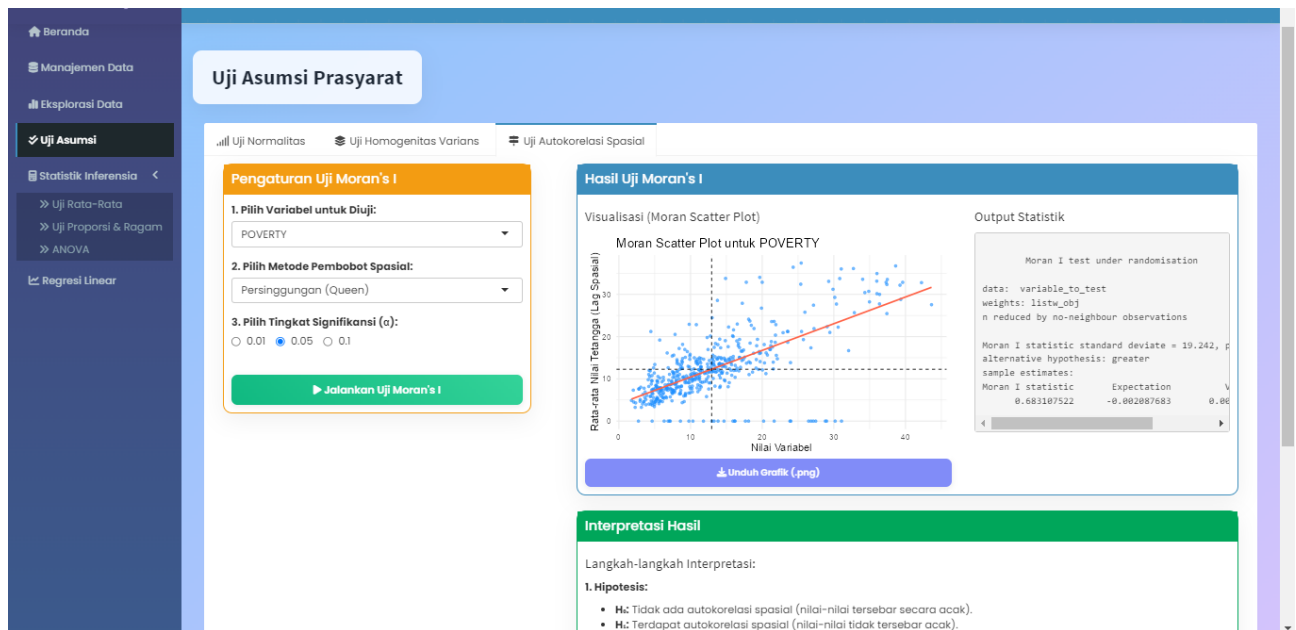 Beranda
Manajemen Data
Eksplorasi Data
Uji Asumsi
Statistik Inferensia
Uji Rata-Rata
Uji Proporsi & Ragam
ANOVA
Regresi Linear
Uji Asumsi Prasyarat
Uji Normalitas
Uji Homogenitas Varians
Uji Autokorelasi Spasial
Pengaturan Uji Moran's I
1. Pilih Variabel untuk Diuji:
POVERTY
2. Pilih Metode Pembobot Spasial:
Persinggungan (Queen)
3. Pilih Tingkat Signifikansi (α):
0.01 0.05 0.1
Jalankan Uji Moran's I
Hasil Uji Moran's I
Visualisasi (Moran Scatter Plot)
Moran Scatter Plot untuk POVERTY
Rata-rata Nilai Tetangga (Lag Spasial)
30
20
10
0
0 10 20 30 40
Nilai Variabel
Unduh Grafik (.png)
Output Statistik
Moran I test under randomisation
data: variable_to_test
weights: listw_obj
n reduced by no-neighbour observations
Moran I statistic standard deviate = 19.242, p
alternative hypothesis: greater
sample estimates:
Moran I statistic Expectation V
0.683107522 -0.002087683 0.00
Interpretasi Hasil
Langkah-langkah Interpretasi:
1. Hipotesis:
H₀: Tidak ada autokorelasi spasial (nilai-nilai tersebar secara acak).
H₁: Terdapat autokorelasi spasial (nilai-nilai tidak tersebar acak).